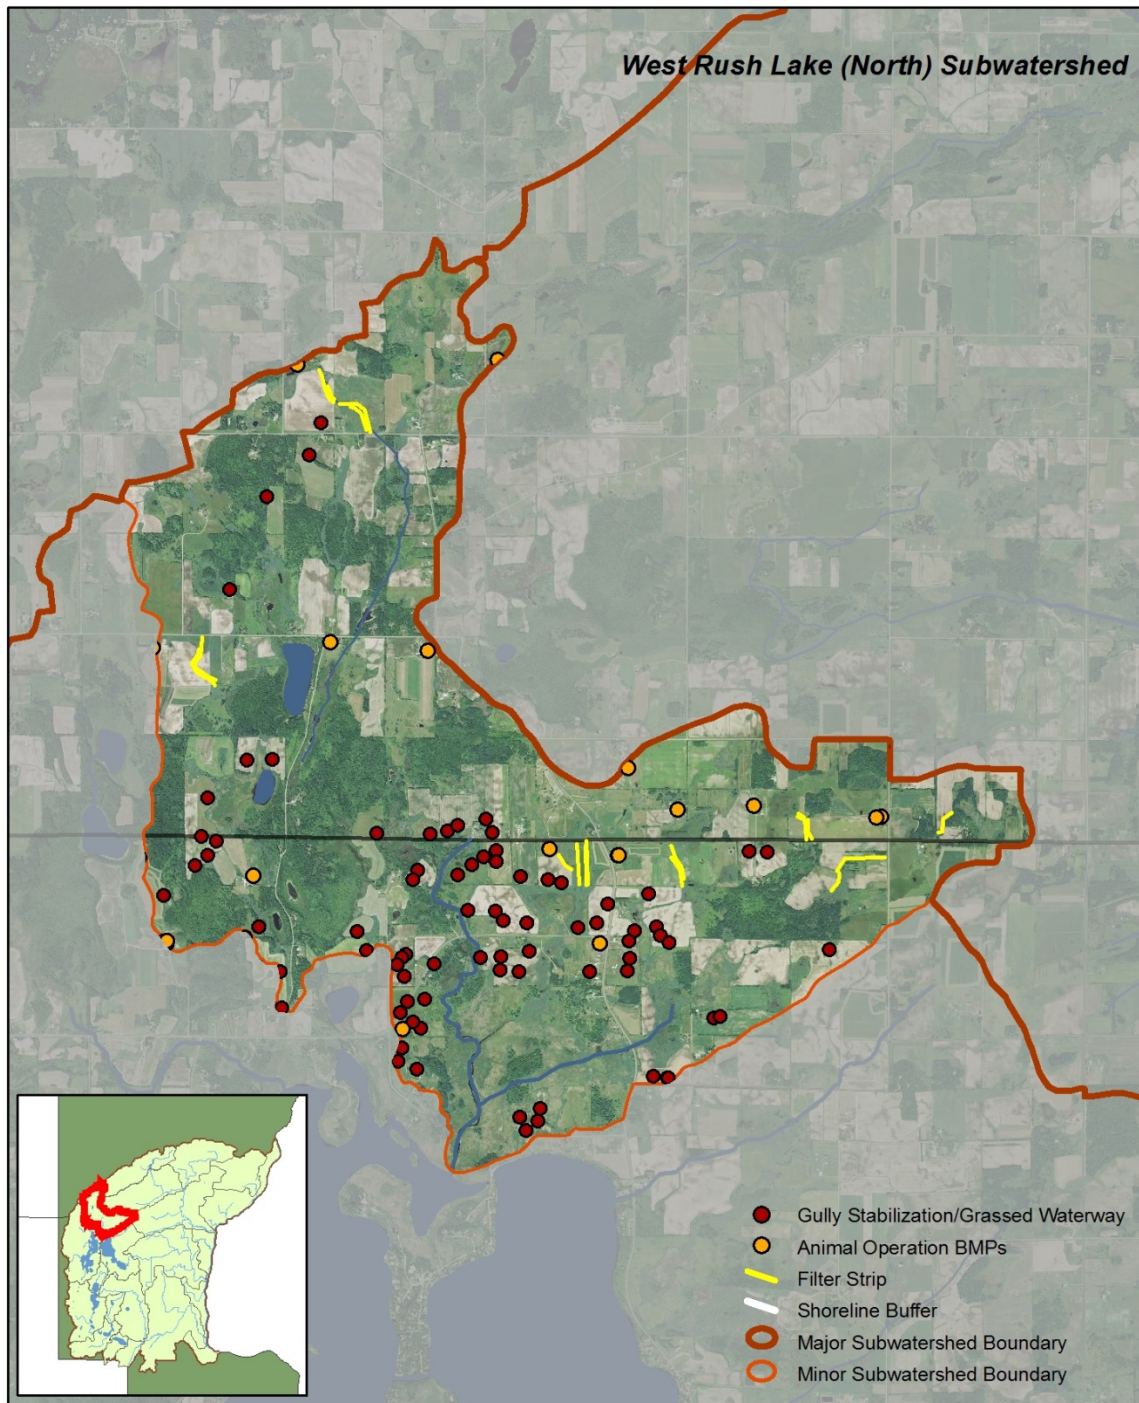 West Rush Lake (North) Subwatershed
Gully Stabilization/Grassed Waterway
Animal Operation BMPs
Filter Strip
Shoreline Buffer
Major Subwatershed Boundary
Minor Subwatershed Boundary